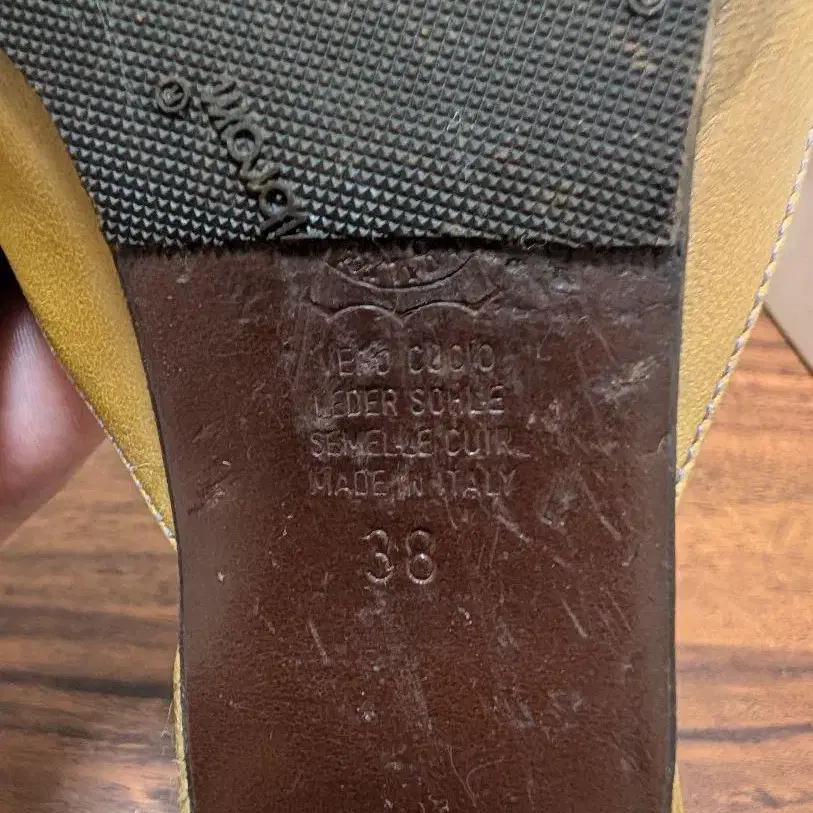 VERO CUOIO
LEDER SOHLE
SEMELLE CUIR
MADE IN ITALY
38